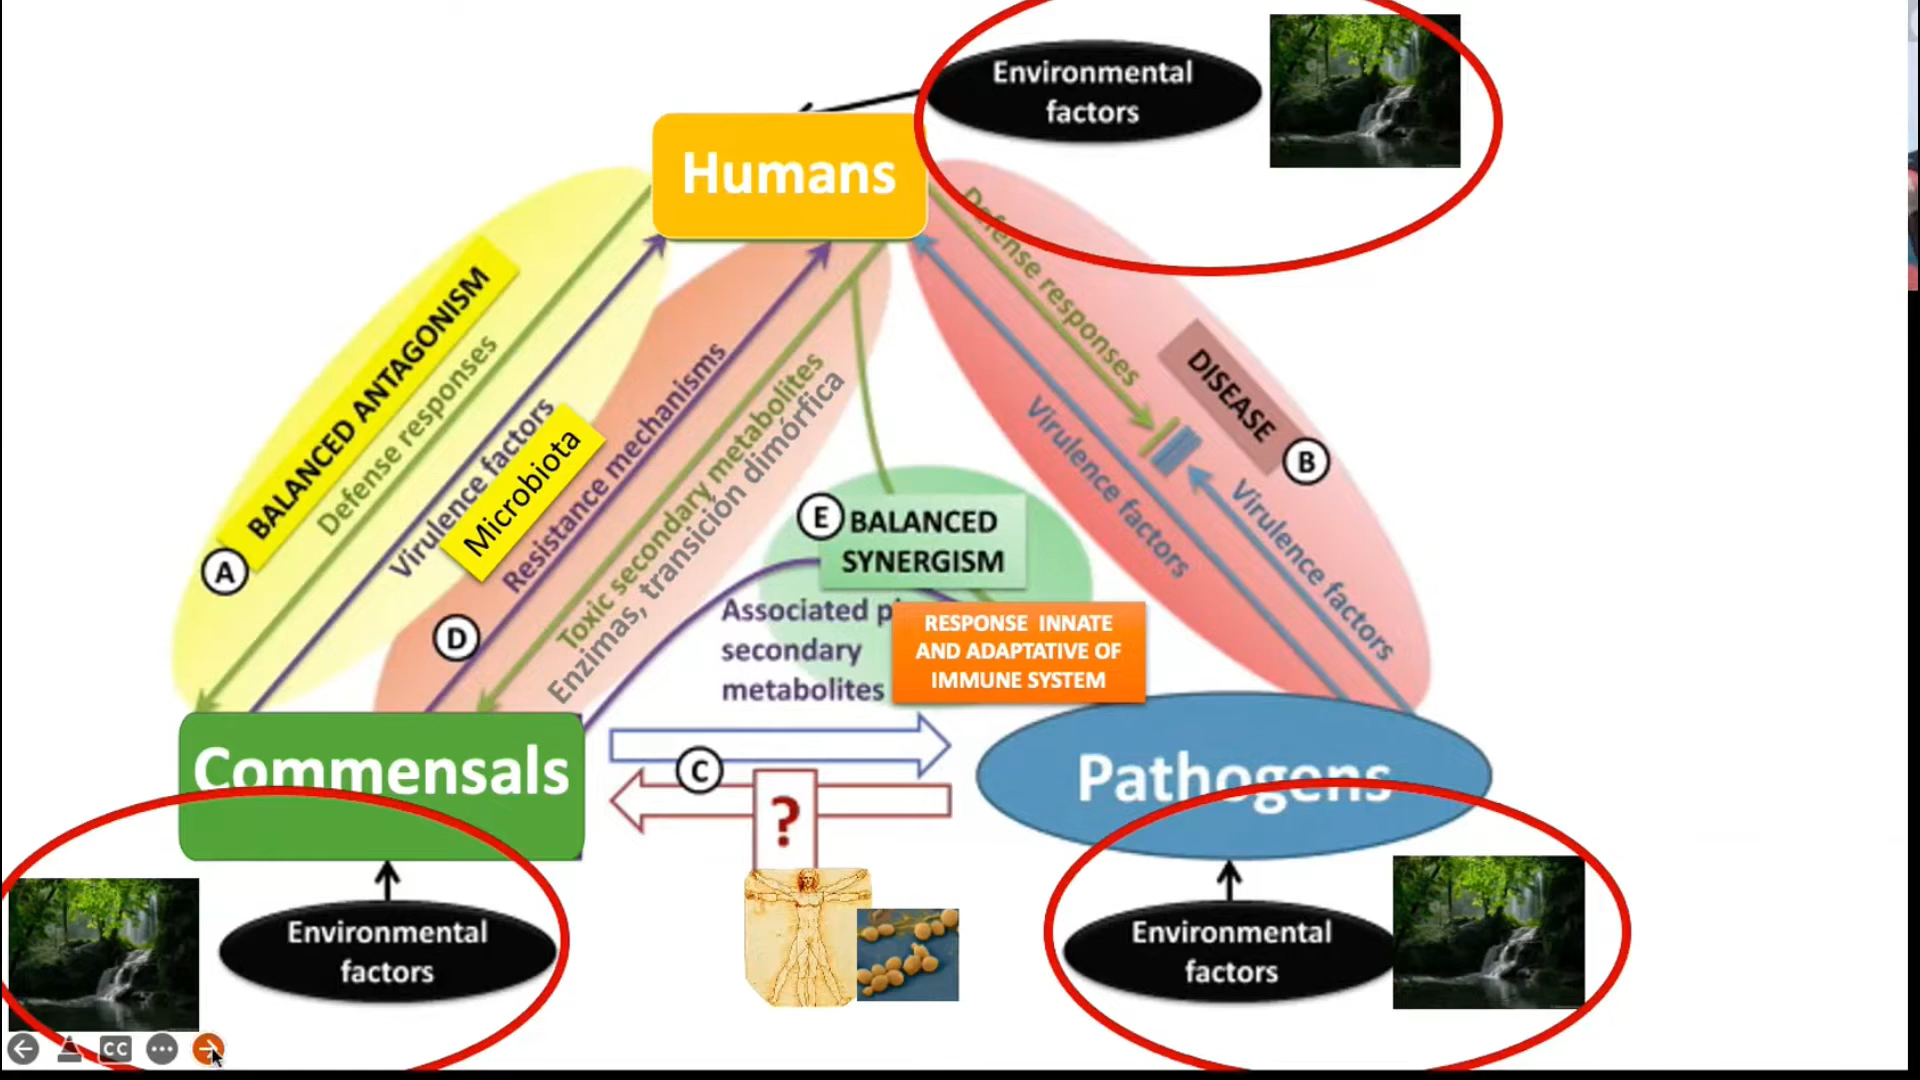 Environmental
factors
Humans
BALANCED ANTAGONISM
Defense responses
A
Virulence factors
Microbiota
Resistance mechanisms
D
Toxic secondary metabolites
Enzimas, transición dimórfica
Defense responses
DISEASE
B
Virulence factors
Virulence factors
E
BALANCED
SYNERGISM
Associated p
secondary
metabolites
RESPONSE INNATE
AND ADAPTATIVE OF
IMMUNE SYSTEM
Commensals
C
?
Pathogens
Environmental
factors
Environmental
factors
CC